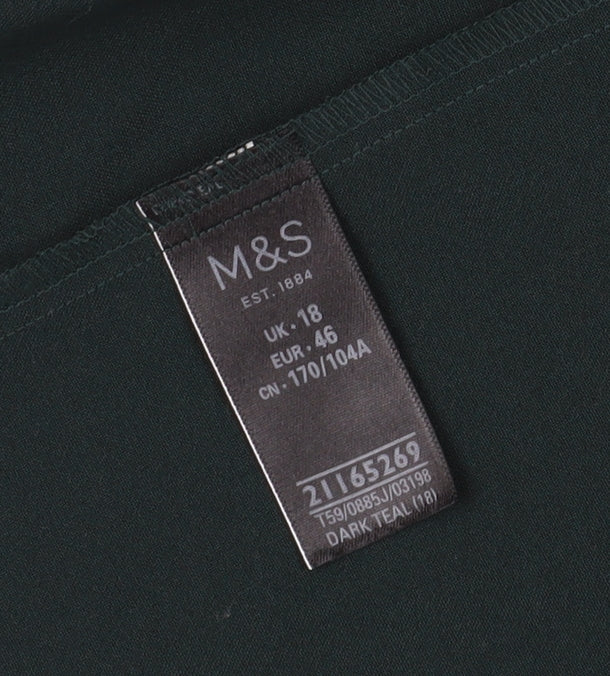 M&S
EST. 1884
UK • 18
EUR • 46
CN • 170/104A
21165269
T59/0885J/03198
DARK TEAL (18)